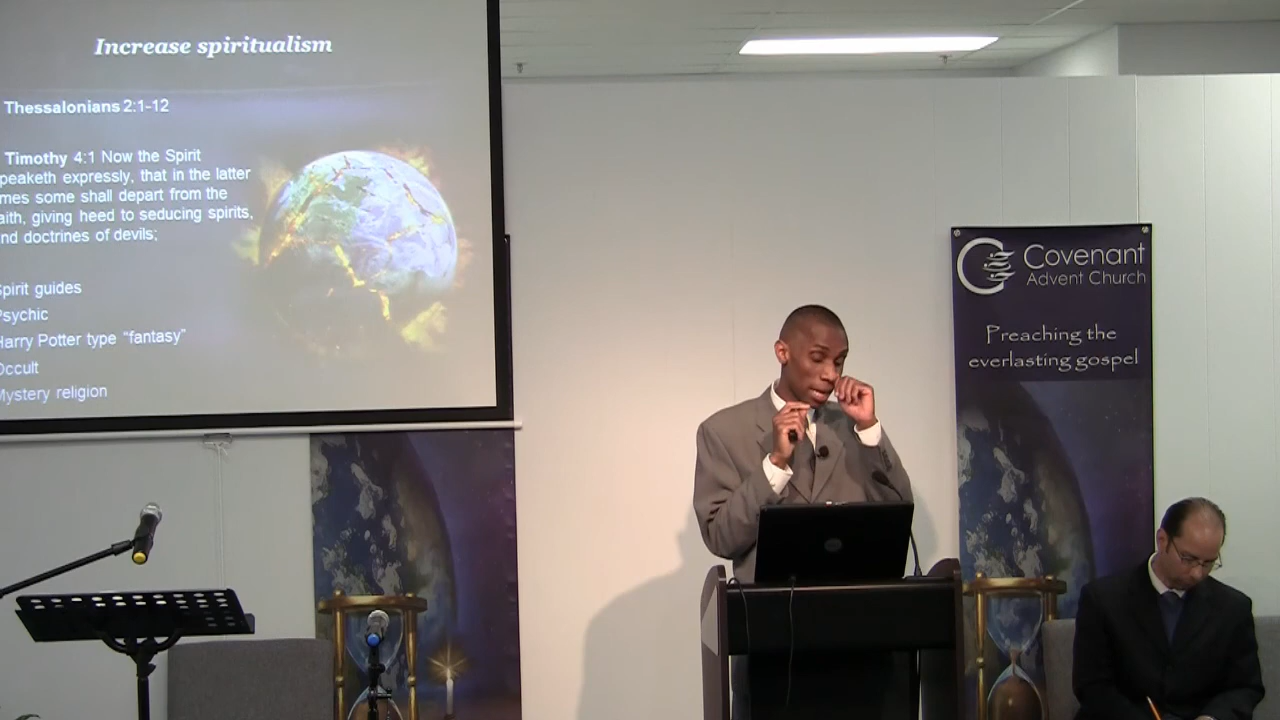 Increase spiritualism
Thessalonians 2:1-12
Timothy 4:1 Now the Spirit
peaketh expressly, that in the latter
mes some shall depart from the
aith, giving heed to seducing spirits,
nd doctrines of devils;
Spirit guides
Psychic
Harry Potter type “fantasy”
Occult
Mystery religion
Covenant
Advent Church
Preaching the
everlasting gospel